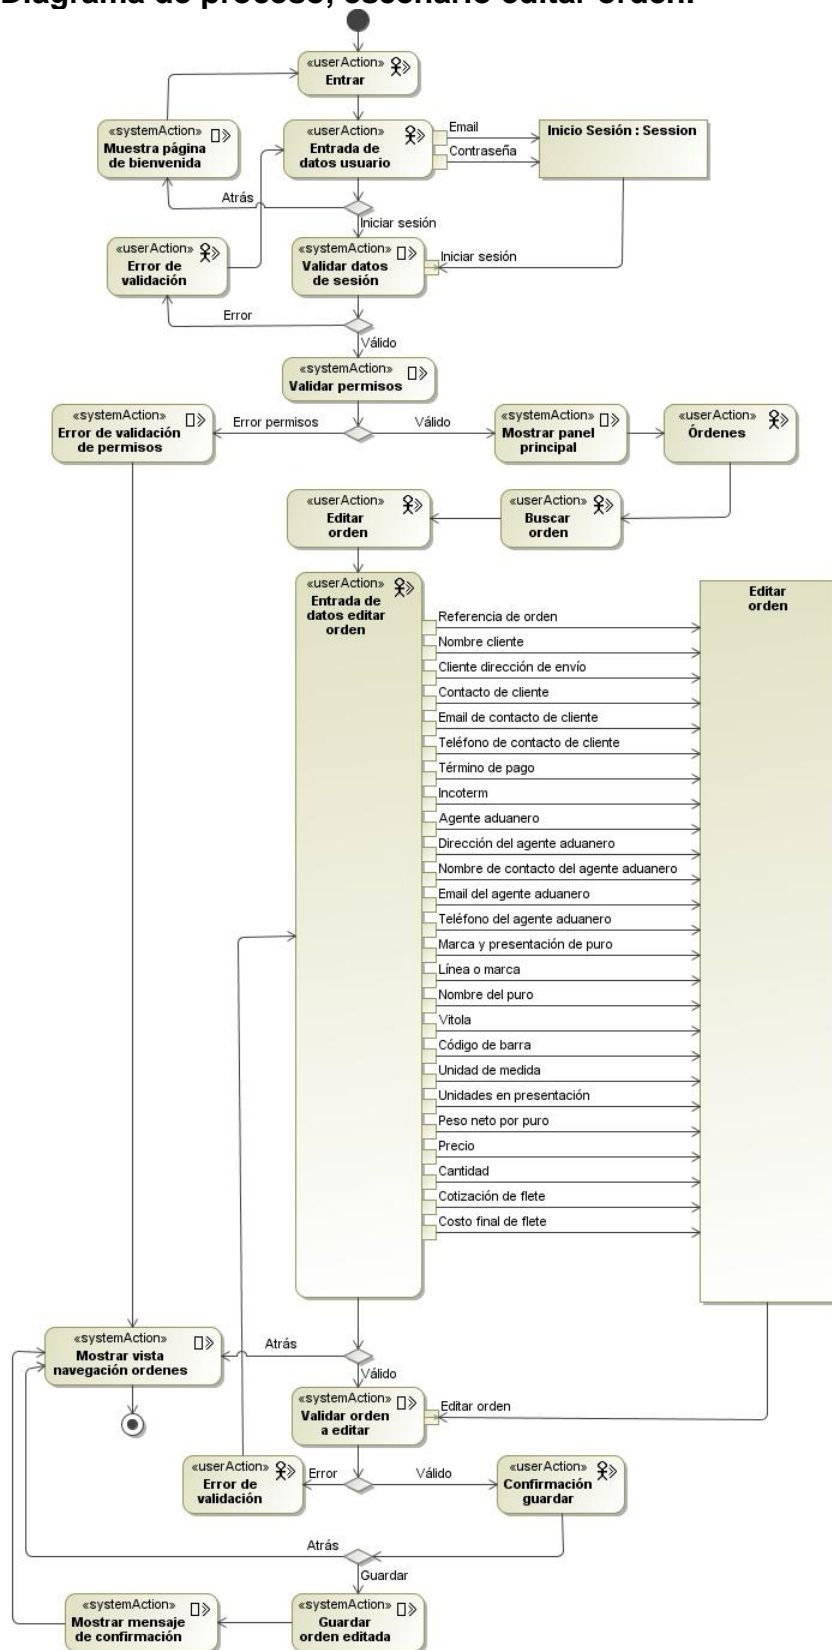 Diagrama de proceso, escenario editar orden.
«userAction»
Entrar
«systemAction»
Muestra página
de bienvenida
«userAction»
Entrada de
datos usuario
Email
Contraseña
Inicio Sesión : Session
Atrás
Iniciar sesión
«userAction»
Error de
validación
«systemAction»
Validar datos
de sesión
Iniciar sesión
Error
Válido
«systemAction»
Validar permisos
«systemAction»
Error de validación
de permisos
Error permisos
Válido
«systemAction»
Mostrar panel
principal
«userAction»
Órdenes
«userAction»
Editar
orden
«userAction»
Buscar
orden
«userAction»
Entrada de
datos editar
orden
Editar
orden
Referencia de orden
Nombre cliente
Cliente dirección de envío
Contacto de cliente
Email de contacto de cliente
Teléfono de contacto de cliente
Término de pago
Incoterm
Agente aduanero
Dirección del agente aduanero
Nombre de contacto del agente aduanero
Email del agente aduanero
Teléfono del agente aduanero
Marca y presentación de puro
Línea o marca
Nombre del puro
Vitola
Código de barra
Unidad de medida
Unidades en presentación
Peso neto por puro
Precio
Cantidad
Cotización de flete
Costo final de flete
«systemAction»
Mostrar vista
navegación ordenes
Atrás
Válido
«systemAction»
Validar orden
a editar
Editar orden
«userAction»
Error de
validación
Error
Válido
«userAction»
Confirmación
guardar
Atrás
Guardar
«systemAction»
Mostrar mensaje
de confirmación
«systemAction»
Guardar
orden editada